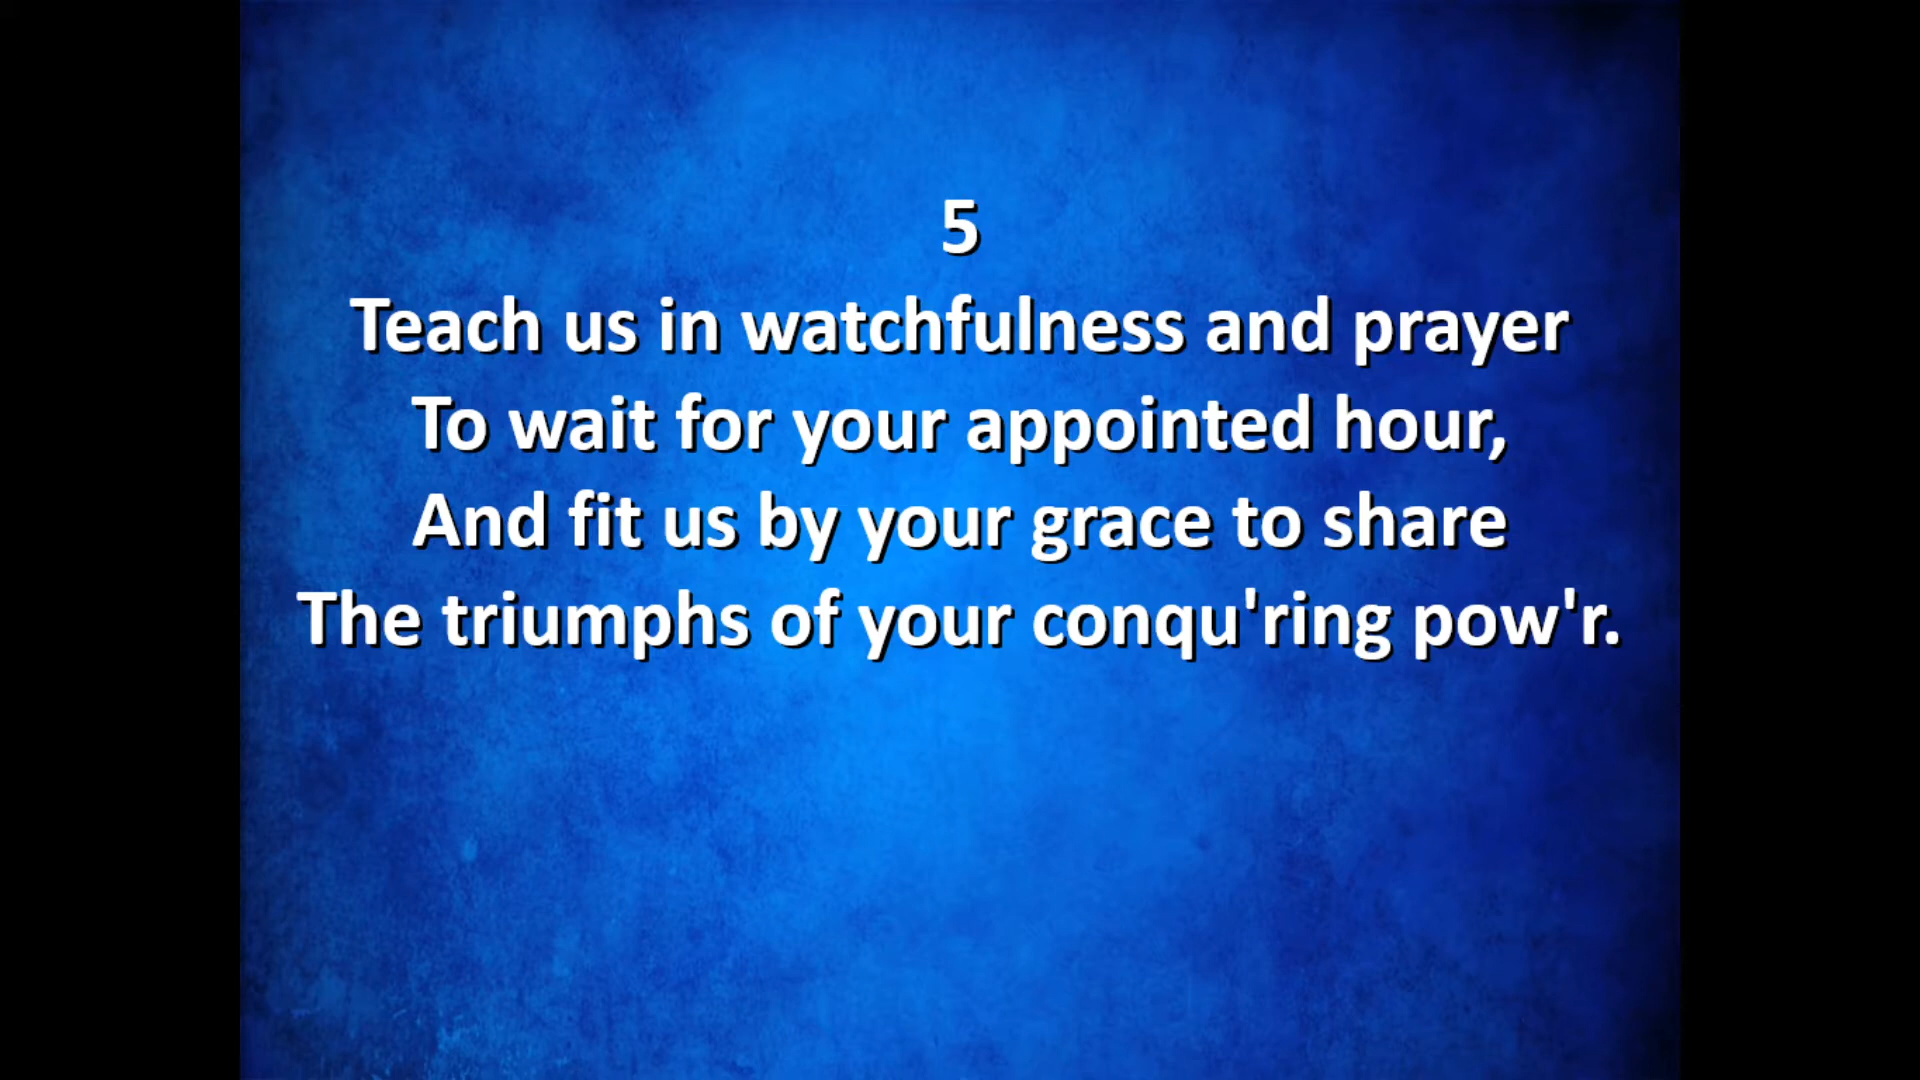 5
Teach us in watchfulness and prayer
To wait for your appointed hour,
And fit us by your grace to share
The triumphs of your conqu'ring pow'r.